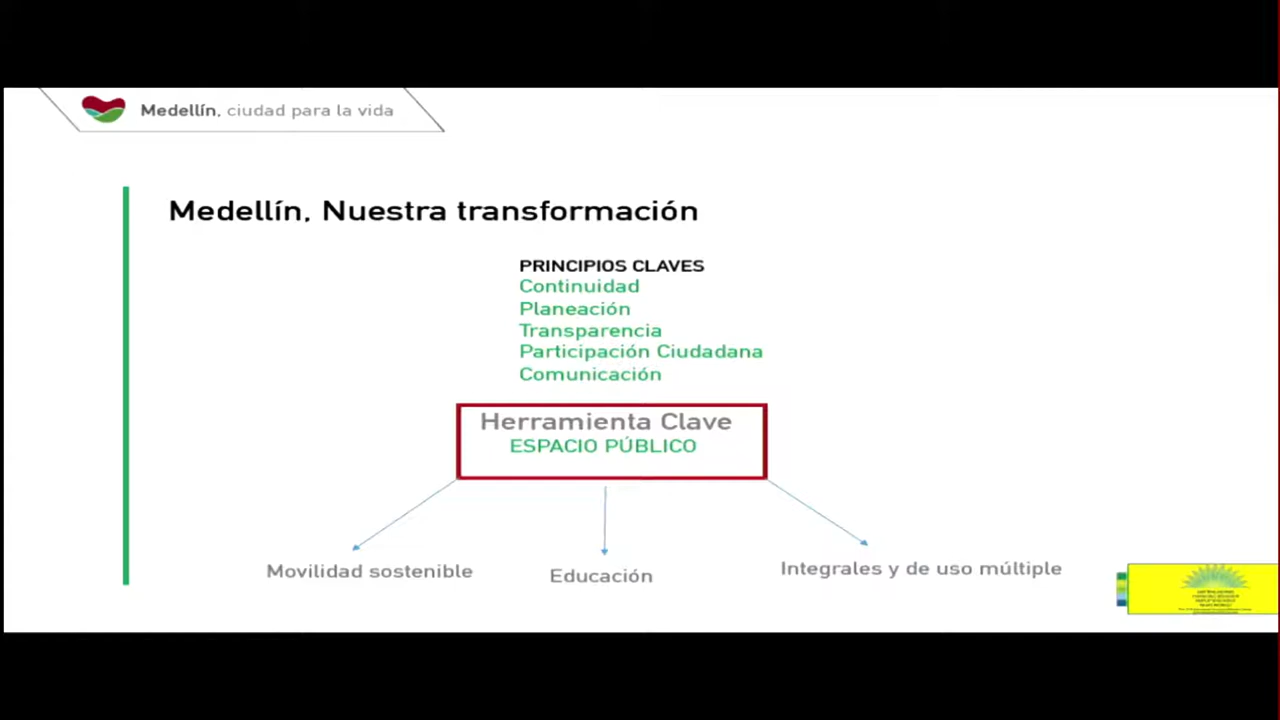 Medellín, ciudad para la vida
Medellín, Nuestra transformación
PRINCIPIOS CLAVES
Continuidad
Planeación
Transparencia
Participación Ciudadana
Comunicación
Herramienta Clave
ESPACIO PÚBLICO
Movilidad sostenible
Educación
Integrales y de uso múltiple